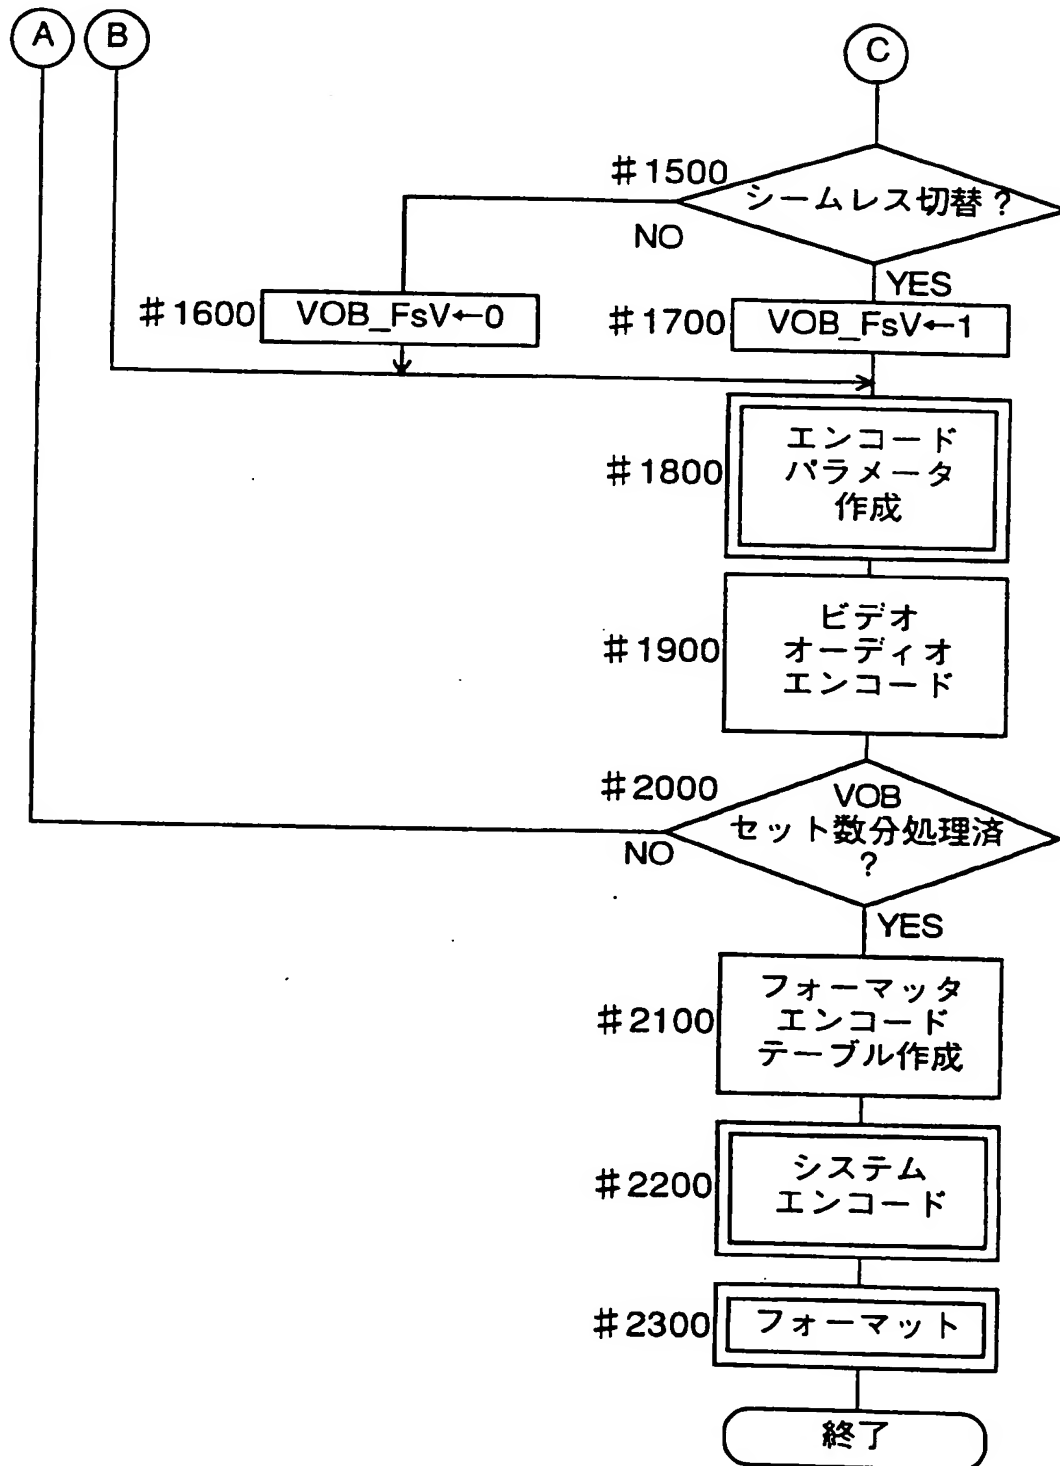 A
B
C
#1500
シームレス切替?
NO
YES
#1600
VOB_FsV←0
#1700
VOB_FsV←1
#1800
エンコード
パラメータ
作成
#1900
ビデオ
オーディオ
エンコード
#2000
VOB
セット数分処理済
?
NO
YES
#2100
フォーマッタ
エンコード
テーブル作成
#2200
システム
エンコード
#2300
フォーマット
終了